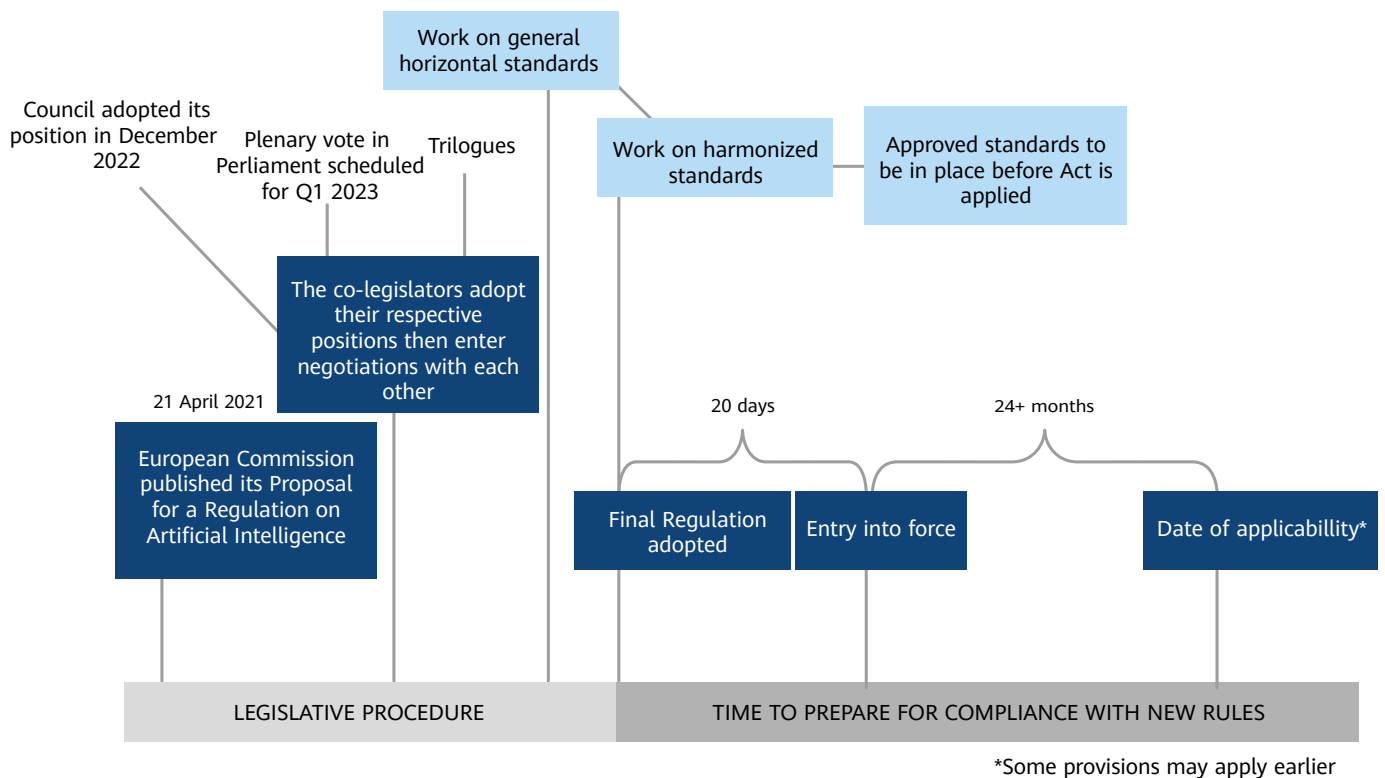 Work on general
horizontal standards
Council adopted its
position in December
2022
Plenary vote in
Parliament scheduled
for Q1 2023
Trilogues
Work on harmonized
standards
Approved standards to
be in place before Act is
applied
The co-legislators adopt
their respective
positions then enter
negotiations with each
other
21 April 2021
European Commission
published its Proposal
for a Regulation on
Artificial Intelligence
20 days
24+ months
Final Regulation
adopted
Entry into force
Date of applicabillity*
LEGISLATIVE PROCEDURE
TIME TO PREPARE FOR COMPLIANCE WITH NEW RULES
*Some provisions may apply earlier